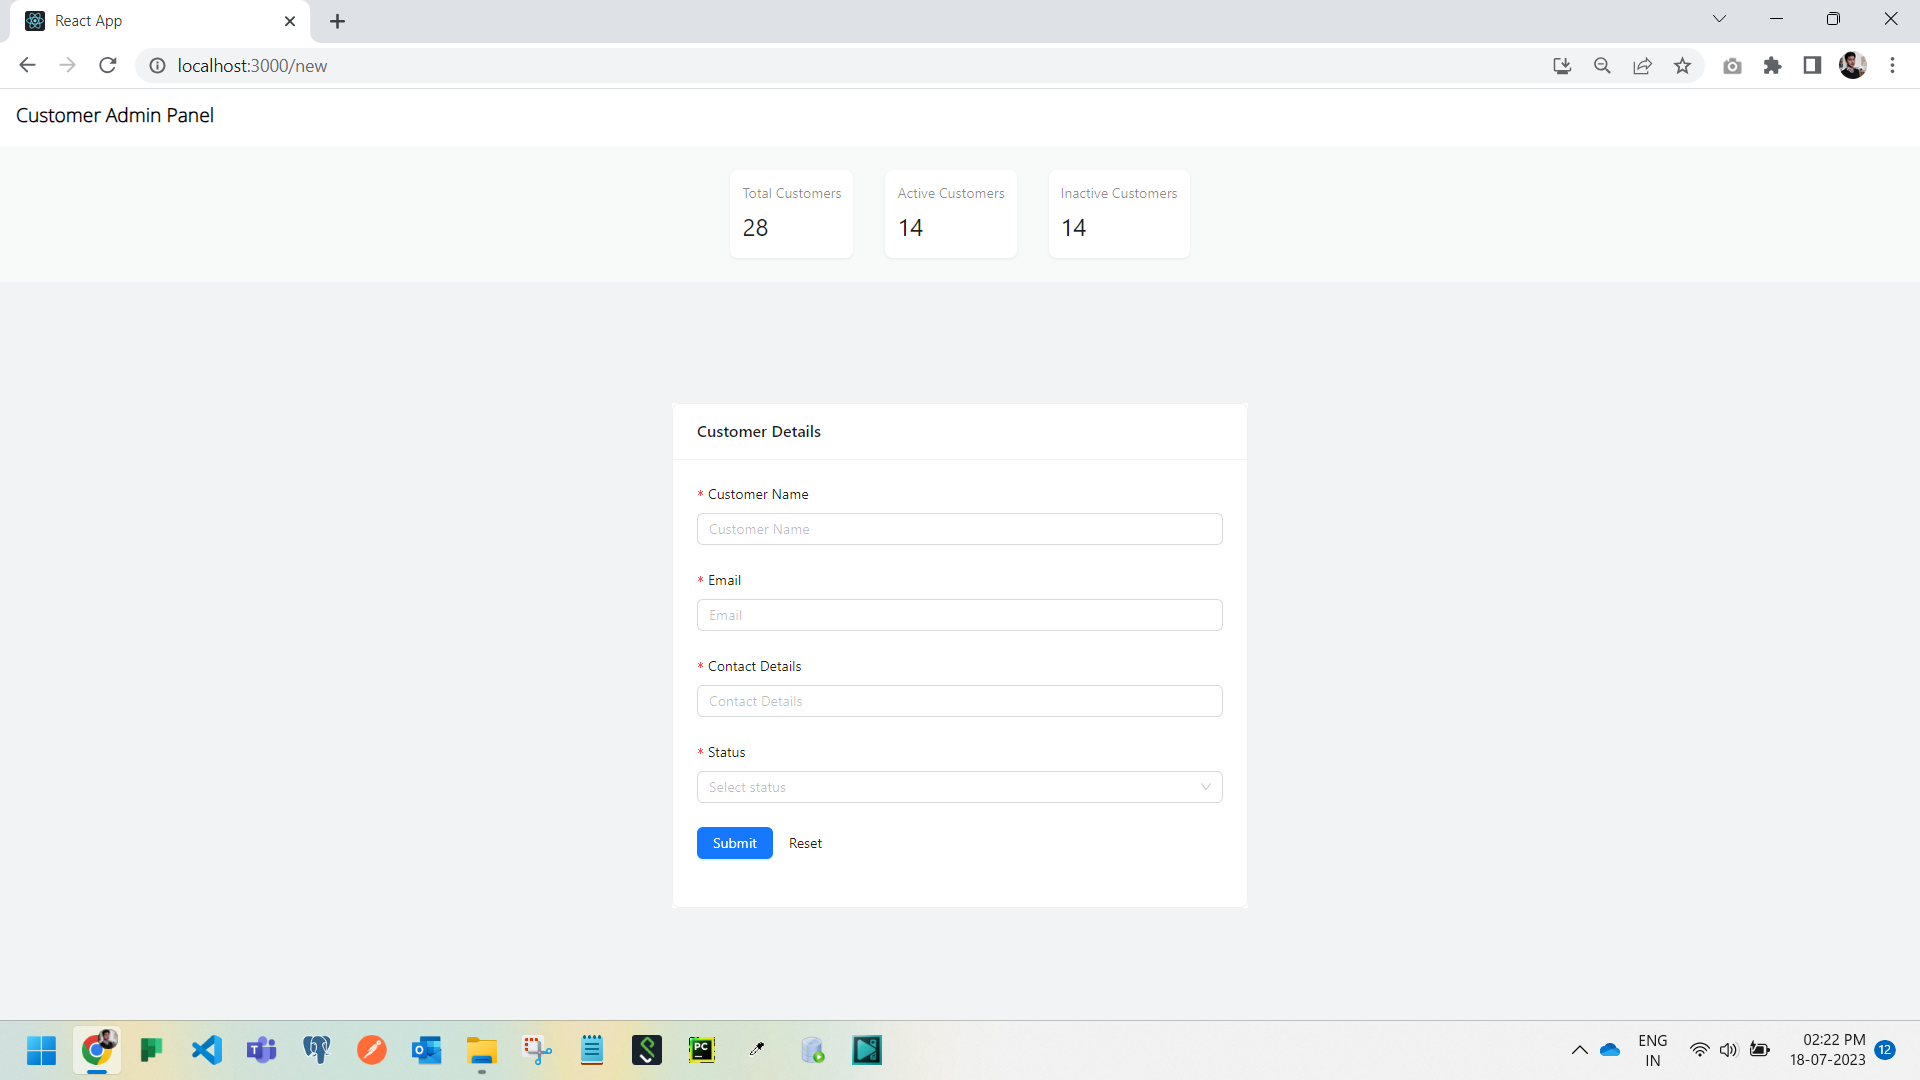 React App
localhost:3000/new
Customer Admin Panel
Total Customers
28
Active Customers
14
Inactive Customers
14
Customer Details
* Customer Name
Customer Name
* Email
Email
* Contact Details
Contact Details
* Status
Select status
Submit Reset
PC
ENG
IN
02:22 PM
18-07-2023
12